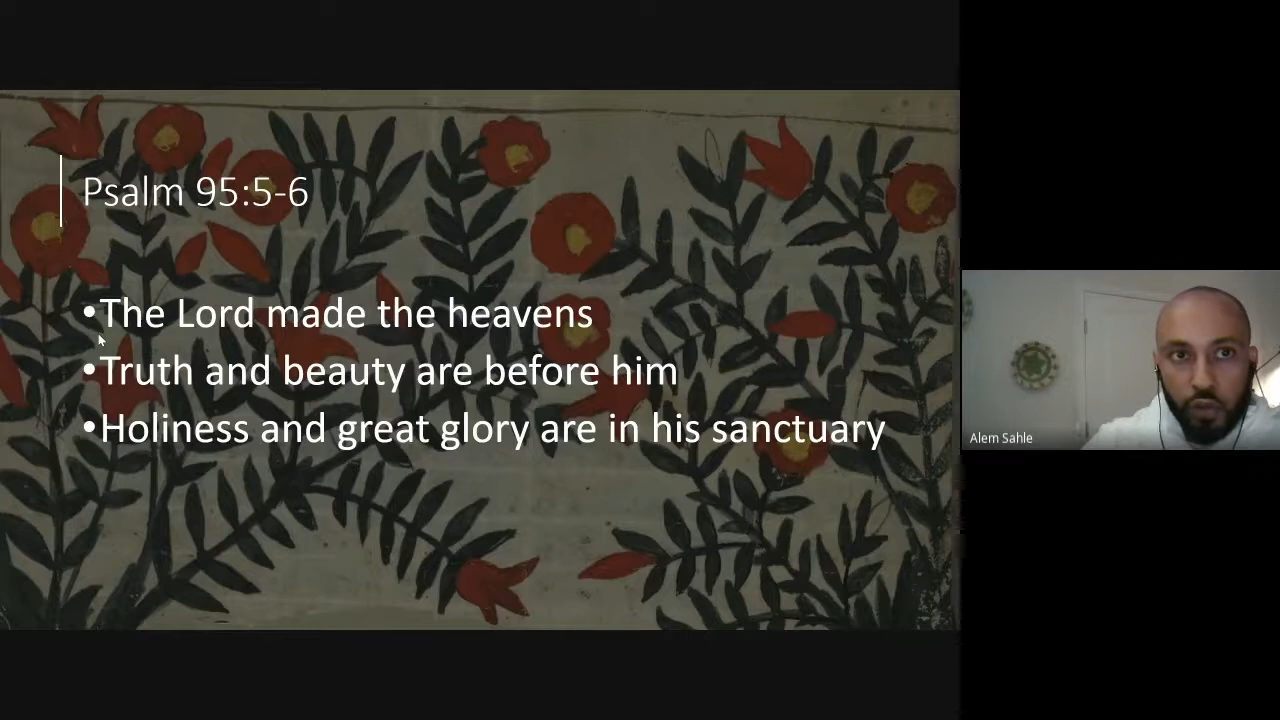 Psalm 95:5-6
•The Lord made the heavens
•Truth and beauty are before him
•Holiness and great glory are in his sanctuary
Alem Sahle